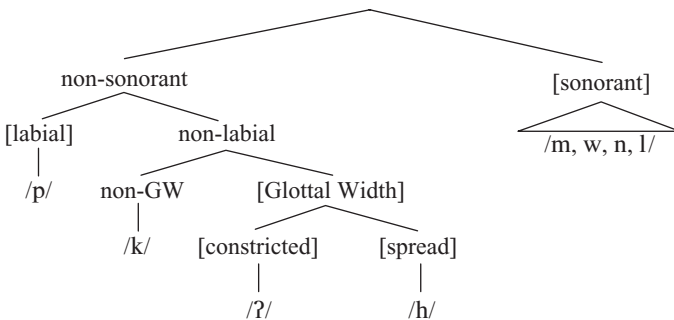 non-sonorant [sonorant]
[labial] non-labial
/m, w, n, l/
/p/ non-GW [Glottal Width]
/k/ [constricted] [spread]
/ʔ/ /h/